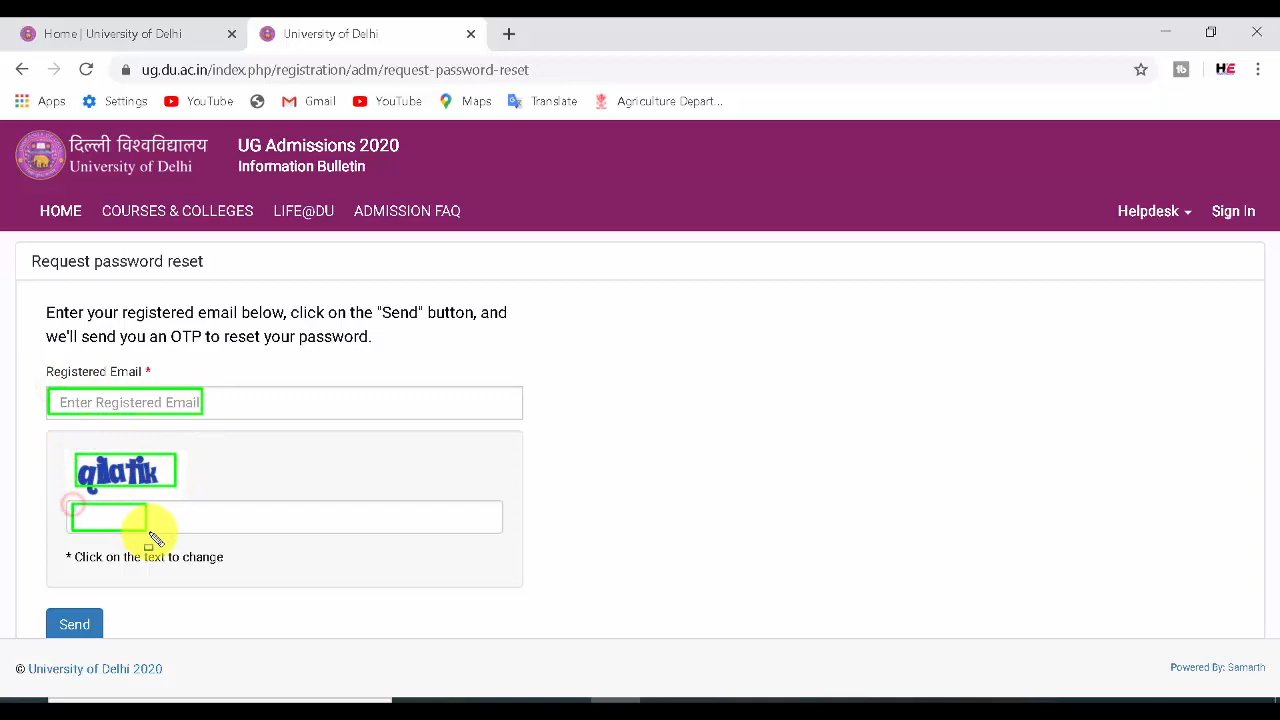 Home | University of Delhi
University of Delhi
ug.du.ac.in/index.php/registration/adm/request-password-reset
Apps Settings YouTube Gmail YouTube Maps Translate Agriculture Depart...
दिल्ली विश्वविद्यालय
University of Delhi
UG Admissions 2020
Information Bulletin
HOME COURSES & COLLEGES LIFE@DU ADMISSION FAQ Helpdesk Sign In
Request password reset
Enter your registered email below, click on the "Send" button, and
we'll send you an OTP to reset your password.
Registered Email *
Enter Registered Email
qilatik
* Click on the text to change
Send
© University of Delhi 2020
Powered By: Samarth